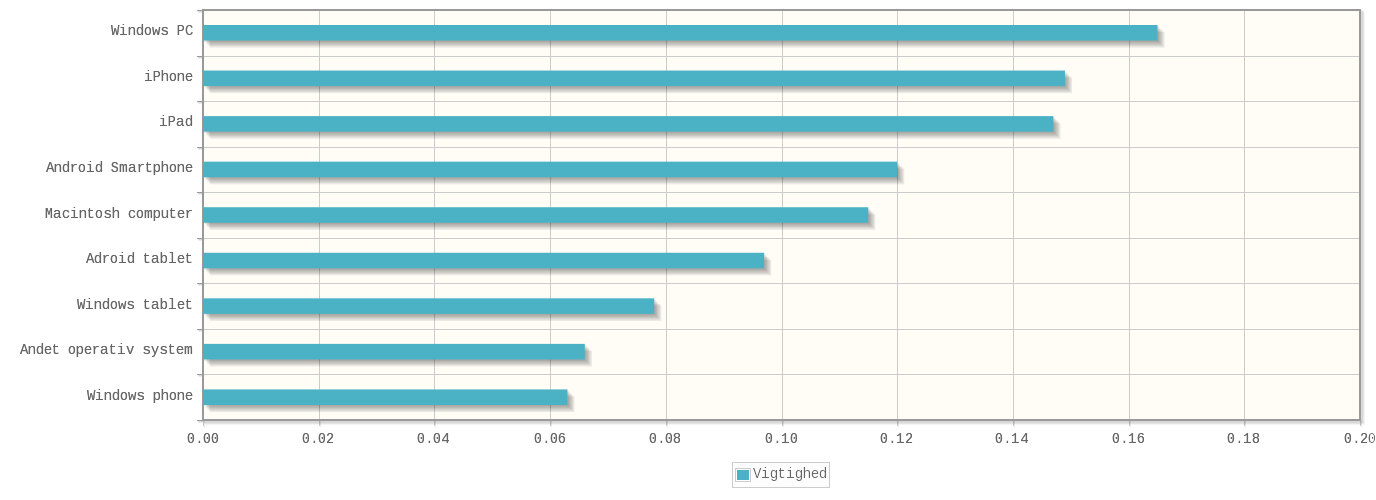 Windows PC
iPhone
iPad
Android Smartphone
Macintosh computer
Adroid tablet
Windows tablet
Andet operativ system
Windows phone
0.00 0.02 0.04 0.06 0.08 0.10 0.12 0.14 0.16 0.18 0.20
Vigtighed